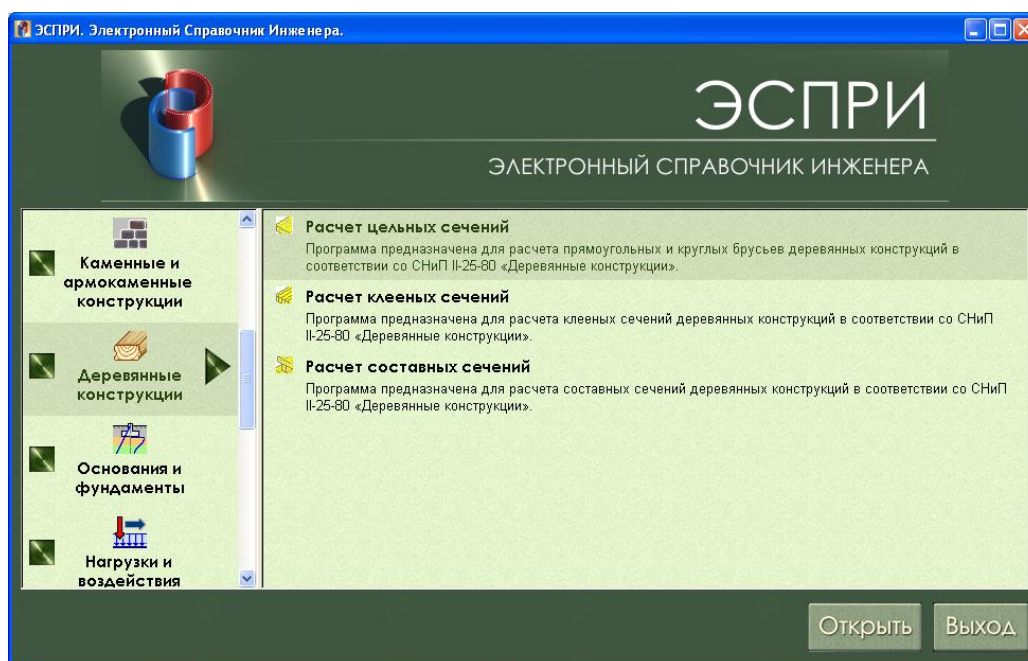 ЭСПРИ. Электронный Справочник Инженера.
ЭСПРИ
ЭЛЕКТРОННЫЙ СПРАВОЧНИК ИНЖЕНЕРА
Каменные и
армокаменные
конструкции
Деревянные
конструкции
Основания и
фундаменты
Нагрузки и
воздействия
Расчет цельных сечений
Программа предназначена для расчета прямоугольных и круглых брусьев деревянных конструкций в
соответствии со СНиП II-25-80 «Деревянные конструкции».
Расчет клееных сечений
Программа предназначена для расчета клееных сечений деревянных конструкций в соответствии со СНиП
II-25-80 «Деревянные конструкции».
Расчет составных сечений
Программа предназначена для расчета составных сечений деревянных конструкций в соответствии со СНиП
II-25-80 «Деревянные конструкции».
Открыть
Выход